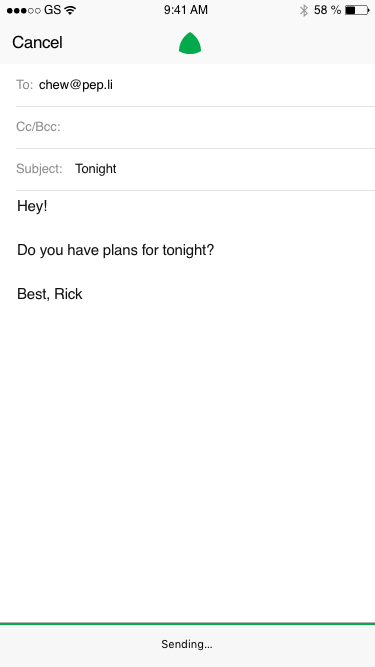 GS 9:41 AM 58 %
Cancel
To: chew@pep.li
Cc/Bcc:
Subject: Tonight
Hey!
Do you have plans for tonight?
Best, Rick
Sending...